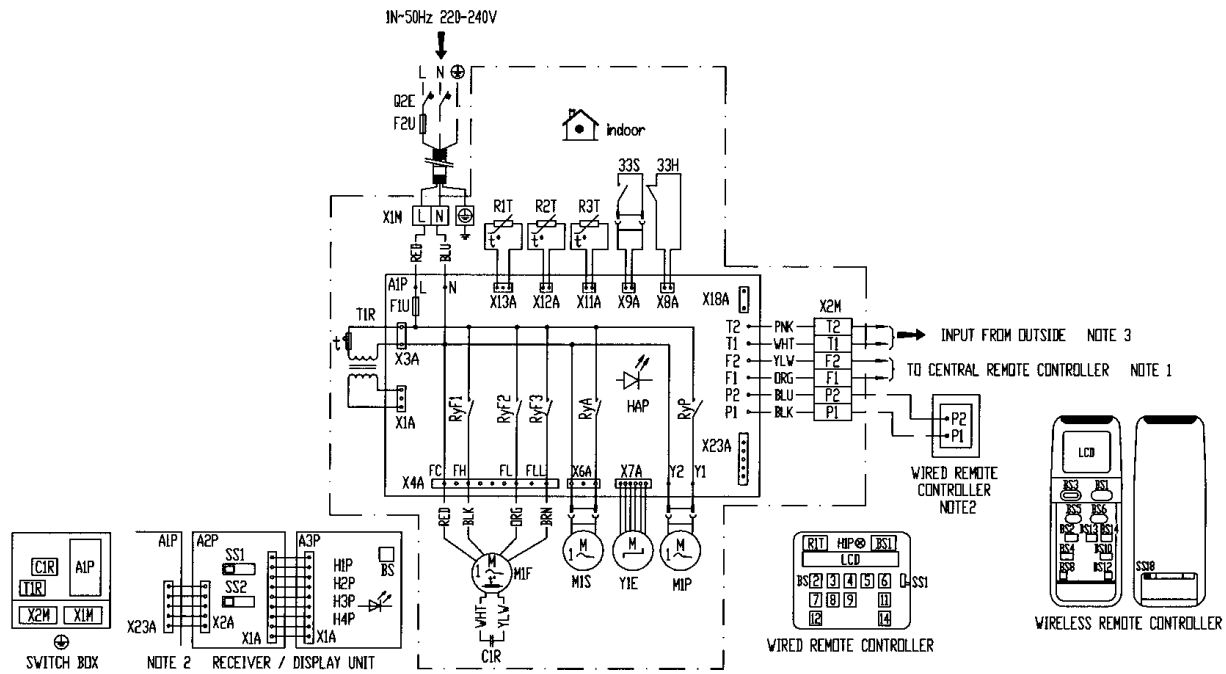 1N~50Hz 220-240V
L N
Q2E
F2U
indoor
33S 33H
X1M L N
R1T R2T R3T
t° t° t°
RED BLU
A1P L N
F1U
X13A X12A X11A X9A X8A
X18A
X2M
T1R
t°
X3A
X1A
T2 PNK T2
T1 WHT T1
F2 YLW F2
F1 ORG F1
P2 BLU P2
P1 BLK P1
INPUT FROM OUTSIDE NOTE 3
TO CENTRAL REMOTE CONTROLLER NOTE 1
P2
P1
WIRED REMOTE
CONTROLLER
NOTE2
RyF1 RyF2 RyF3 RyA RyP
HAP
X23A
X4A FC FH FL FLL X6A X7A Y2 Y1
RED BLK ORG BRN
M 1~ M1F
M 1~ M1S
M Y1E
M 1~ M1P
WHT YLW
C1R
C1R A1P
T1R
X2M X1M
SWITCH BOX
A1P A2P A3P
SS1
SS2
X23A X2A X1A X1A
H1P
H2P
H3P
H4P
BS
NOTE 2 RECEIVER / DISPLAY UNIT
R1T H1P BS1
LCD
BS 2 3 4 5 6 SS1
7 8 9 11
12 14
WIRED REMOTE CONTROLLER
LCD
BS3 BS1
BS5 BS6
BS2 BS13 BS14
BS4 BS10
BS8 BS12
SS18
WIRELESS REMOTE CONTROLLER